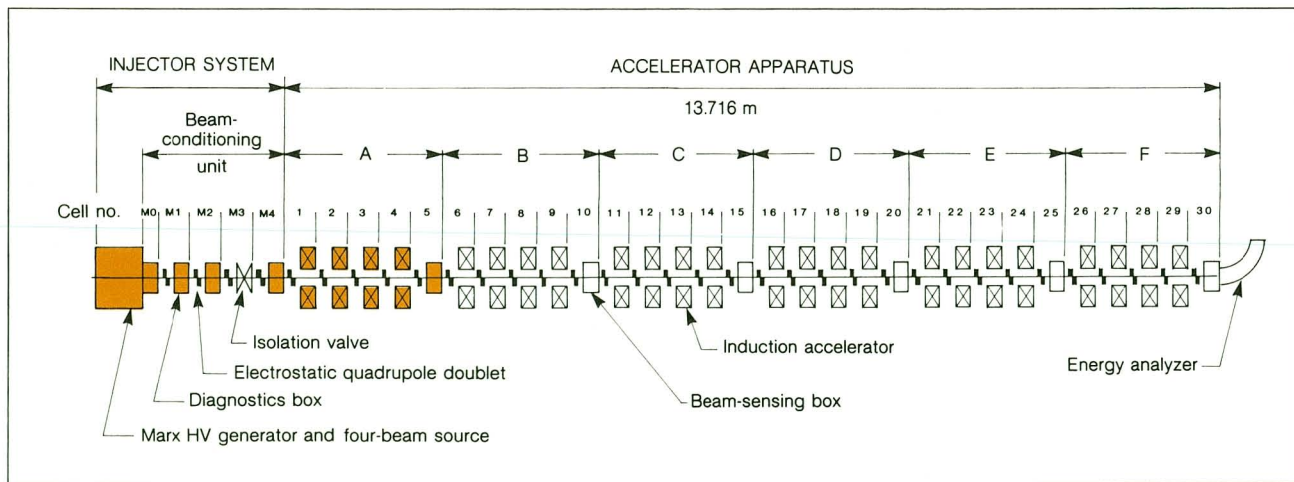 INJECTOR SYSTEM
ACCELERATOR APPARATUS
13.716 m
Beam-
conditioning
unit
A
B
C
D
E
F
Cell no.
M0 M1 M2 M3 M4 1 2 3 4 5 6 7 8 9 10 11 12 13 14 15 16 17 18 19 20 21 22 23 24 25 26 27 28 29 30
Isolation valve
Induction accelerator
Energy analyzer
Electrostatic quadrupole doublet
Diagnostics box
Beam-sensing box
Marx HV generator and four-beam source